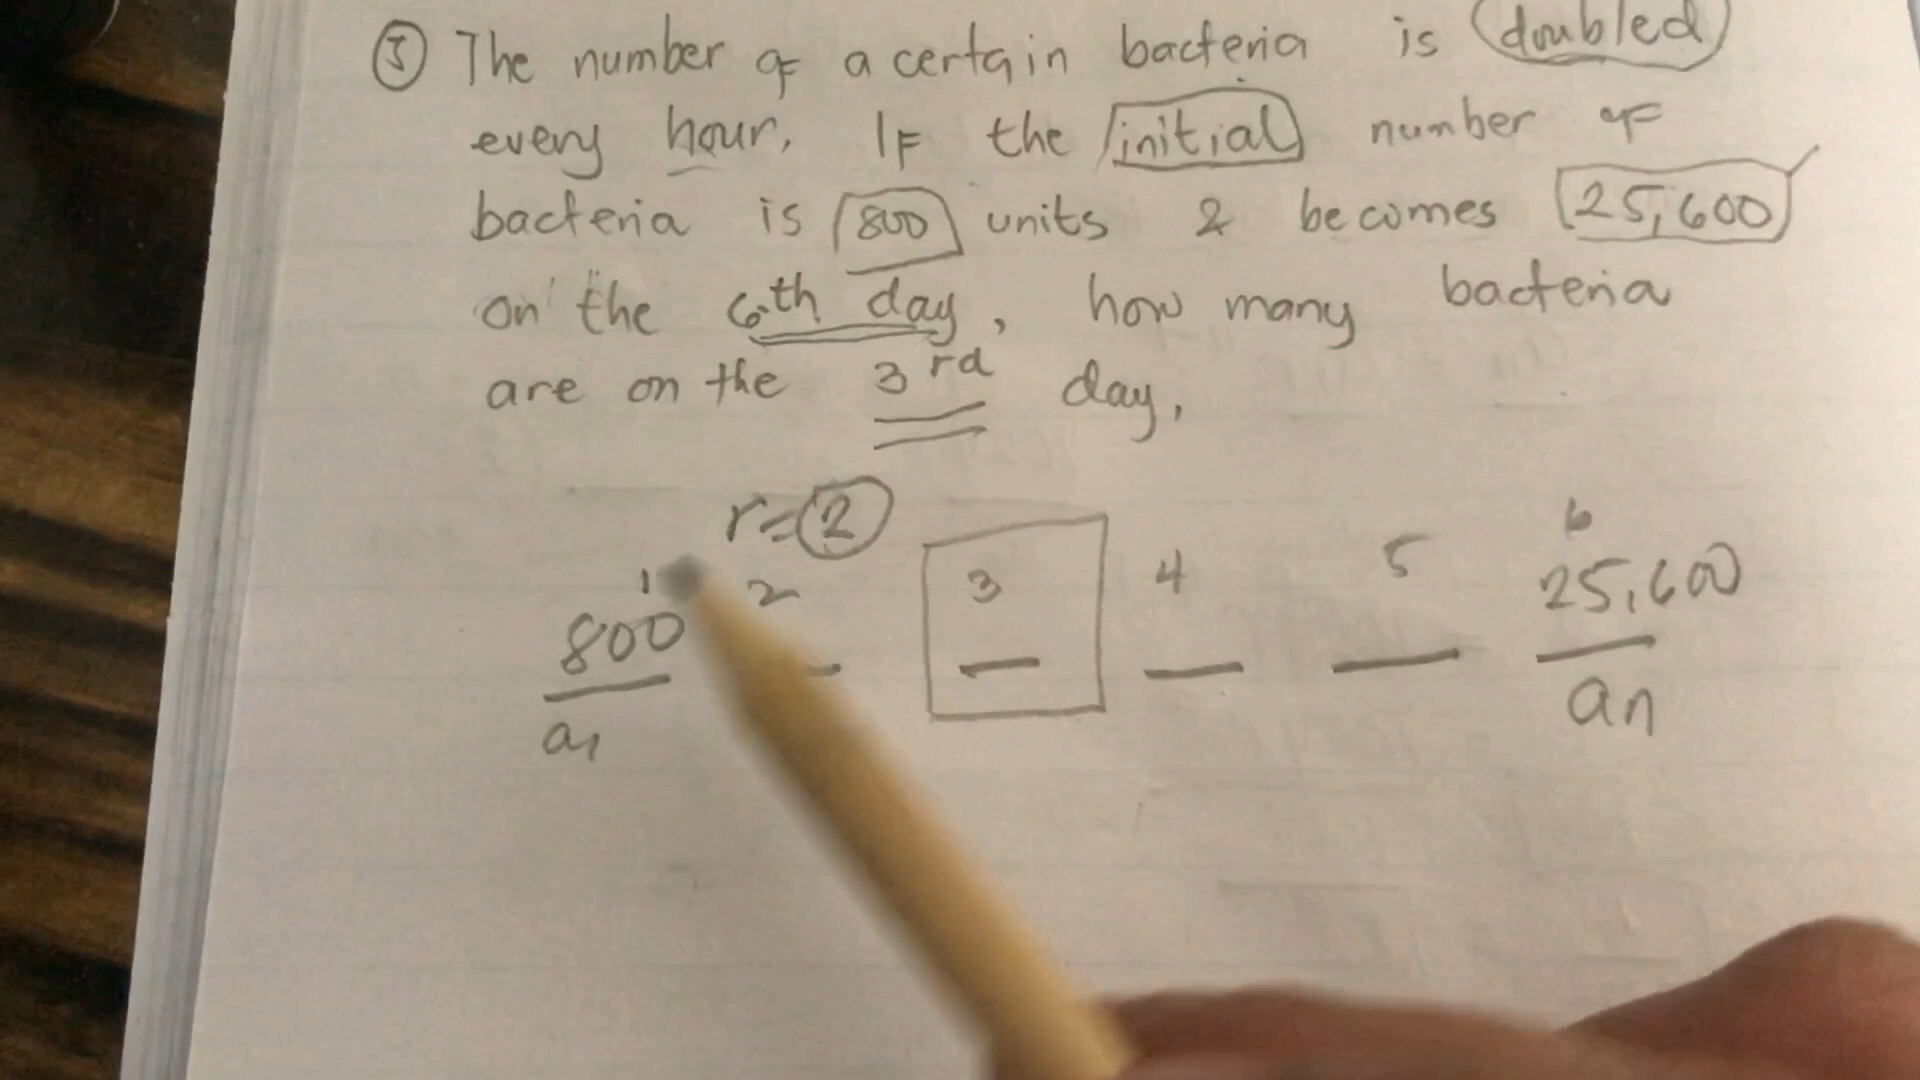 ③ The number of a certain bacteria is doubled
every hour. If the initial number of
bacteria is 800 units & becomes 25,600
on the 6th day, how many bacteria
are on the 3rd day.
r=2
1 2 3 4 5 6
800 25,600
a1 an